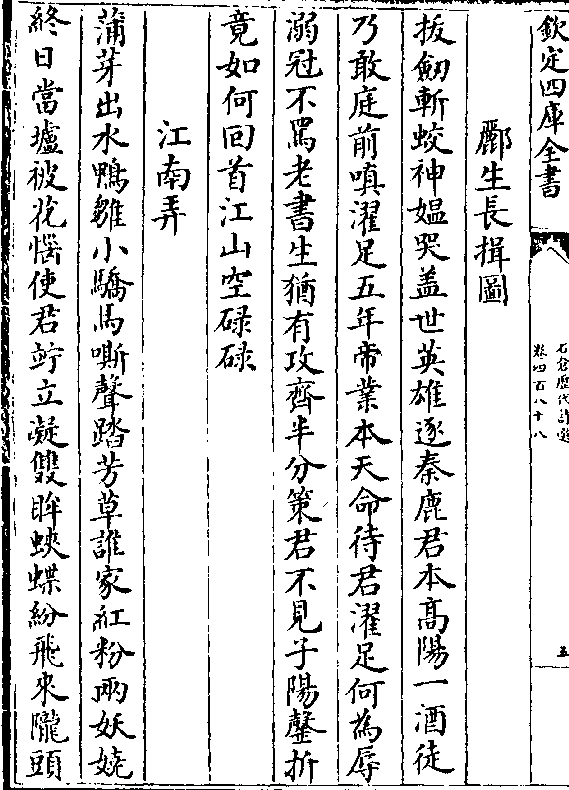 欽定四庫全書
石倉歷代詩選
卷四百八十八
五
酈生長揖圖
拔劒斬蛟神媪哭盖世英雄逐秦鹿君本髙陽一酒徒
乃敢庭前嗔濯足五年帝業本天命待君濯足何為辱
溺冠不罵老書生猶有攻齊半分策君不見子陽罄折
竟如何回首江山空碌碌
江南弄
蒲芽出水鴨雛小驕馬嘶聲踏芳草誰家紅粉兩妖嬈
終日當壚被花惱使君竚立凝雙眸蛺蝶紛飛來隴頭